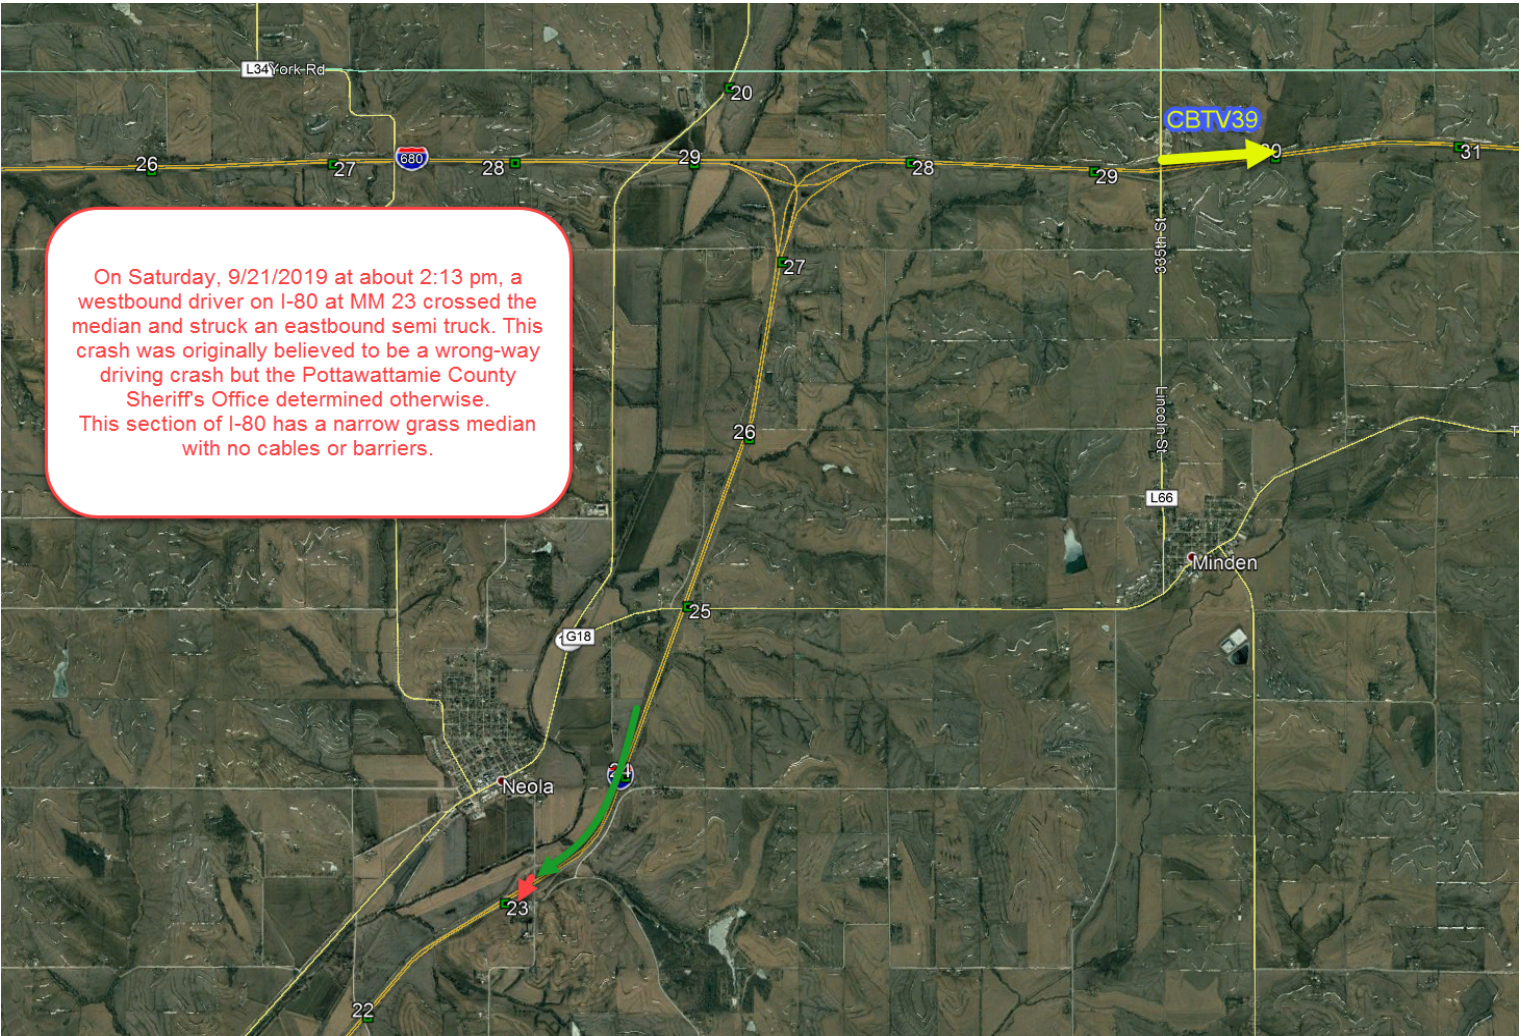 L34
York Rd
20
CBTV39
26
27
680
28
29
28
29
30
31
335th St
27
On Saturday, 9/21/2019 at about 2:13 pm, a
westbound driver on I-80 at MM 23 crossed the
median and struck an eastbound semi truck. This
crash was originally believed to be a wrong-way
driving crash but the Pottawattamie County
Sheriff's Office determined otherwise.
This section of I-80 has a narrow grass median
with no cables or barriers.
Lincoln St
26
T
L66
Minden
25
G18
24
Neola
23
22